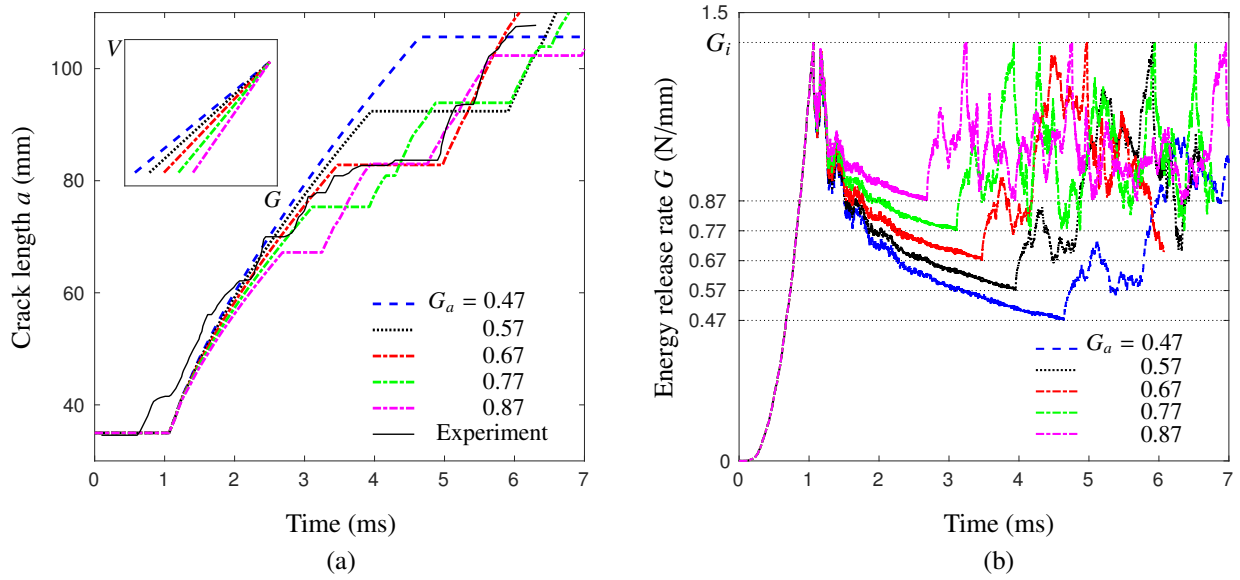 V
G
100
80
60
40
Crack length a (mm)
G_a = 0.47
0.57
0.67
0.77
0.87
Experiment
0 1 2 3 4 5 6 7
Time (ms)
(a)
1.5
G_i
0.87
0.77
0.67
0.57
0.47
0
Energy release rate G (N/mm)
G_a = 0.47
0.57
0.67
0.77
0.87
0 1 2 3 4 5 6 7
Time (ms)
(b)